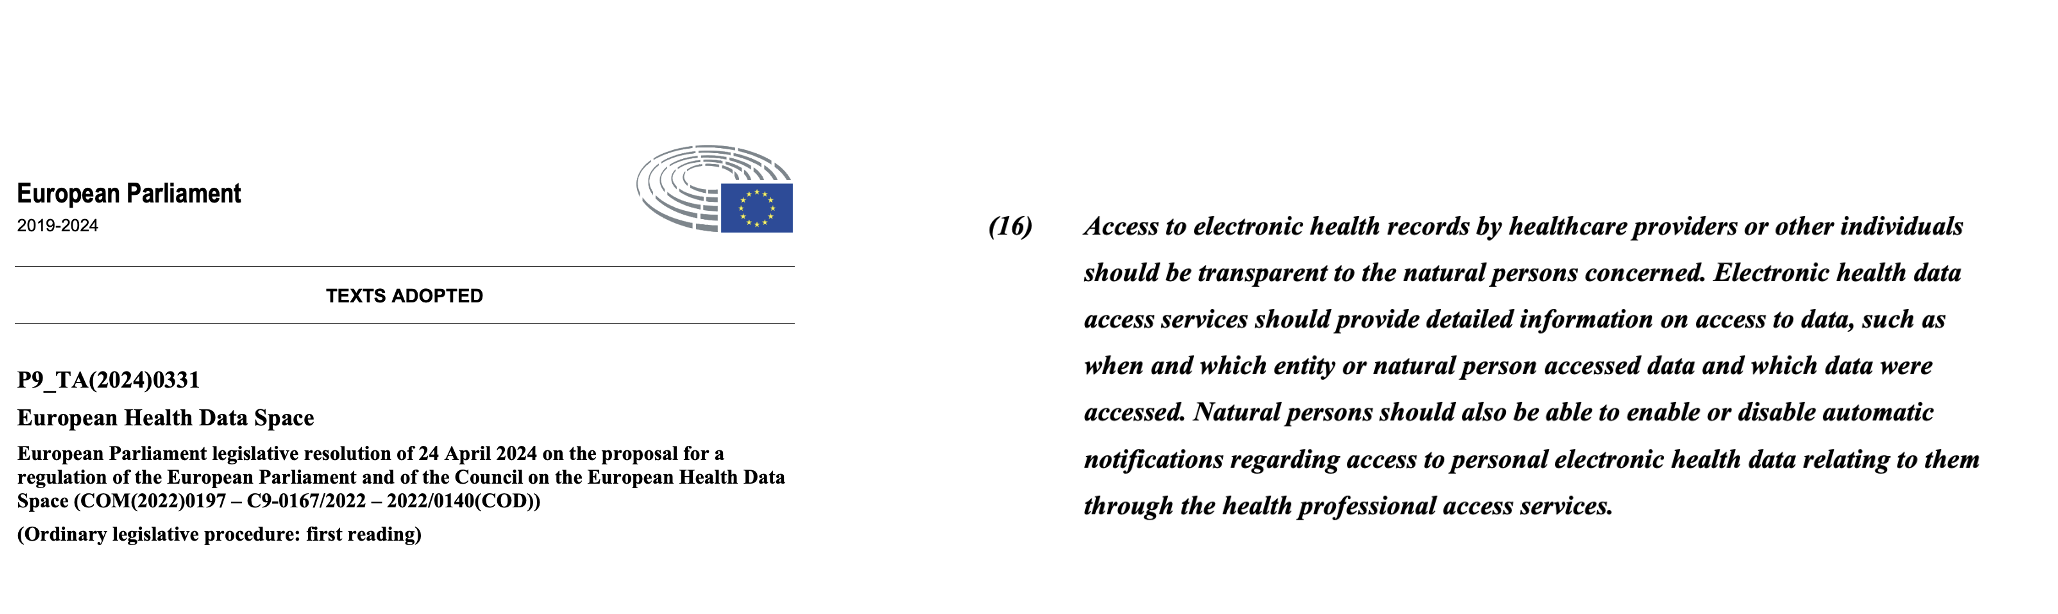 European Parliament
2019-2024
TEXTS ADOPTED
P9_TA(2024)0331
European Health Data Space
European Parliament legislative resolution of 24 April 2024 on the proposal for a
regulation of the European Parliament and of the Council on the European Health Data
Space (COM(2022)0197 – C9-0167/2022 – 2022/0140(COD))
(Ordinary legislative procedure: first reading)
(16) Access to electronic health records by healthcare providers or other individuals
should be transparent to the natural persons concerned. Electronic health data
access services should provide detailed information on access to data, such as
when and which entity or natural person accessed data and which data were
accessed. Natural persons should also be able to enable or disable automatic
notifications regarding access to personal electronic health data relating to them
through the health professional access services.